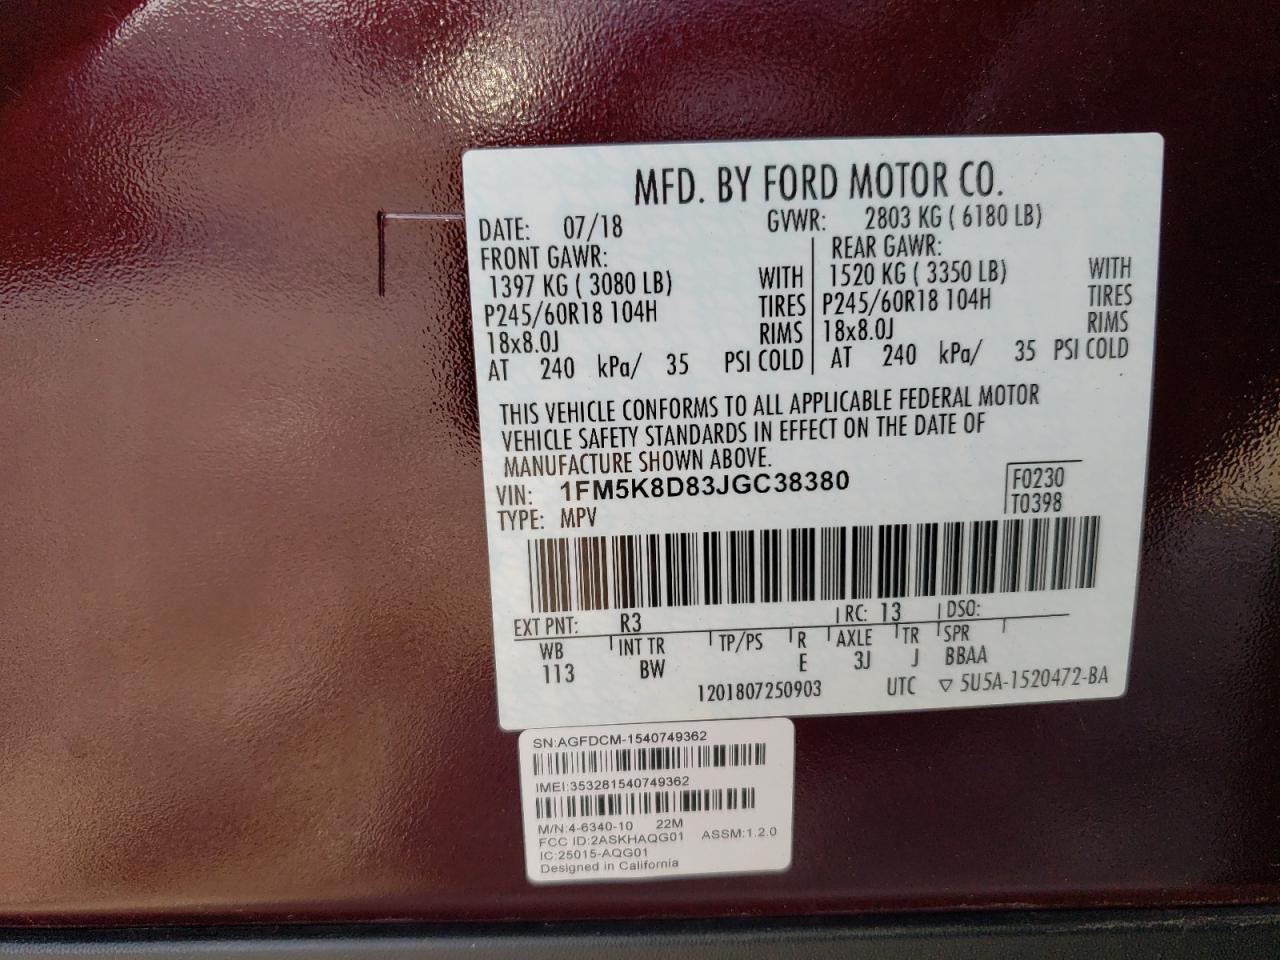 MFD. BY FORD MOTOR CO.
DATE: 07/18 GVWR: 2803 KG ( 6180 LB)
FRONT GAWR: REAR GAWR:
1397 KG ( 3080 LB) WITH 1520 KG ( 3350 LB) WITH
P245/60R18 104H TIRES P245/60R18 104H TIRES
18x8.0J RIMS 18x8.0J RIMS
AT 240 kPa/ 35 PSI COLD AT 240 kPa/ 35 PSI COLD
THIS VEHICLE CONFORMS TO ALL APPLICABLE FEDERAL MOTOR
VEHICLE SAFETY STANDARDS IN EFFECT ON THE DATE OF
MANUFACTURE SHOWN ABOVE.
VIN: 1FM5K8D83JGC38380 F0230
TYPE: MPV T0398
EXT PNT: R3 RC: 13 DSO:
WB INT TR TP/PS R AXLE TR SPR
113 BW E 3J J BBAA
1201807250903 UTC ▽ 5U5A-1520472-BA
SN:AGFDCM-1540749362
IMEI:353281540749362
M/N:4-6340-10 22M
FCC ID:2ASKHAQG01 ASSM:1.2.0
IC:25015-AQG01
Designed in California